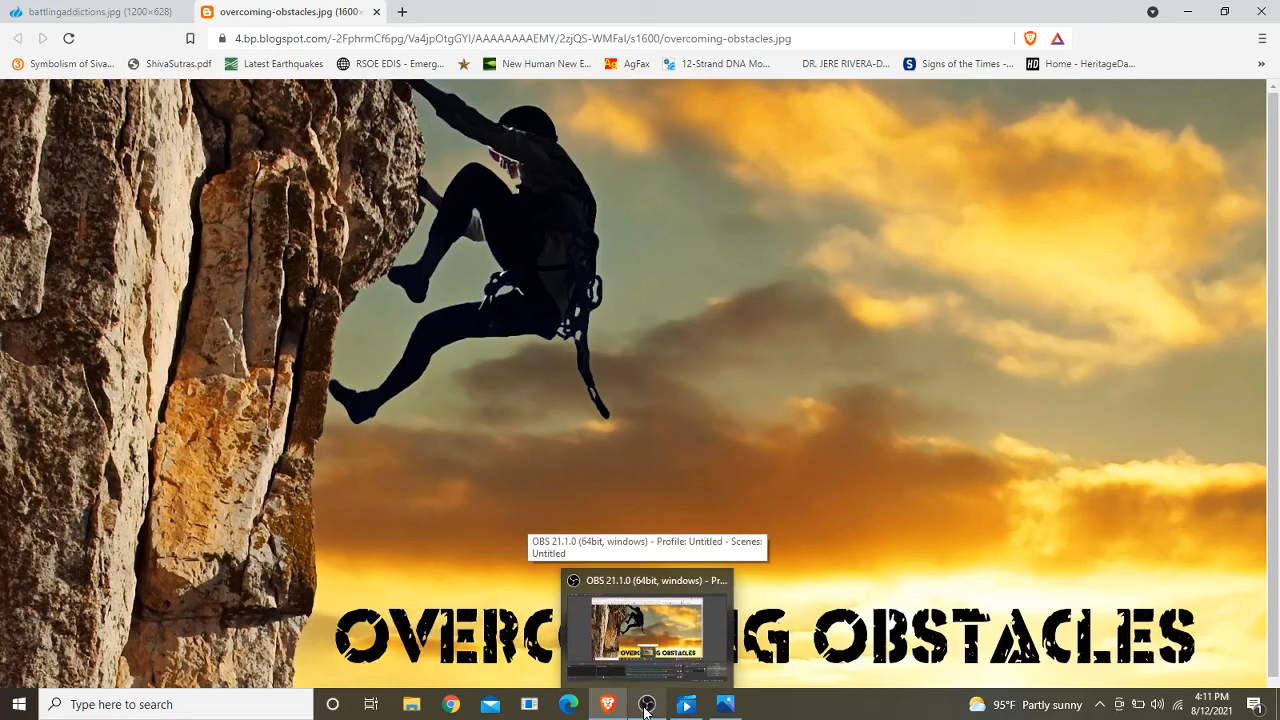 battlingaddictions.jpg (1200×628)
overcoming-obstacles.jpg (1600×
4.bp.blogspot.com/-2FphrmCf6pg/Va4jpOtgGYI/AAAAAAAAEMY/2zjQS-WMFaI/s1600/overcoming-obstacles.jpg
Symbolism of Siva...
ShivaSutras.pdf
Latest Earthquakes
RSOE EDIS - Emerg...
New Human New E...
AgFax
12-Strand DNA Mo...
DR. JERE RIVERA-D...
Signs of the Times -...
HD
Home - HeritageDa...
OBS 21.1.0 (64bit, windows) - Profile: Untitled - Scenes:
Untitled
OBS 21.1.0 (64bit, windows) - Pr...
OVERC
G OBSTACLES
Type here to search
95°F Partly sunny
4:11 PM
8/12/2021